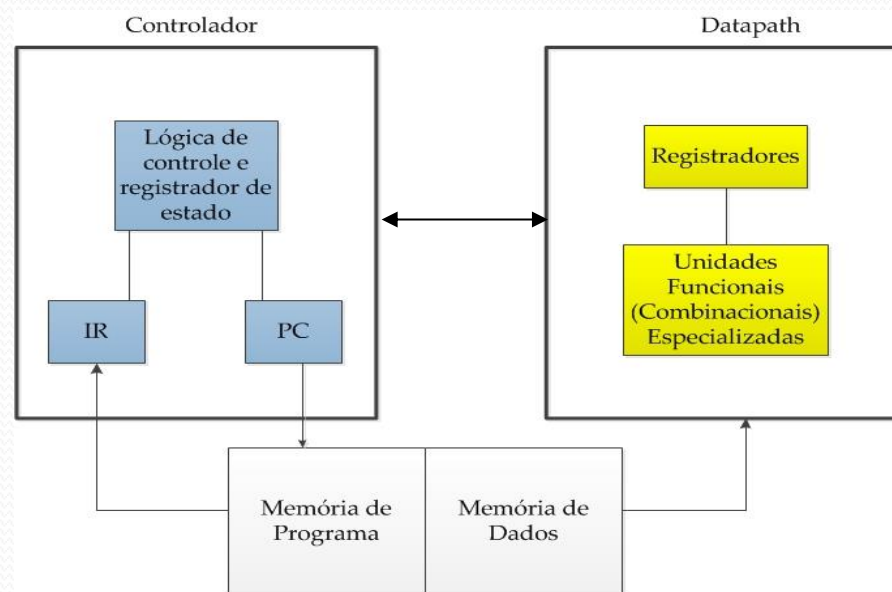 Controlador
Datapath
Lógica de
controle e
registrador de
estado
IR
PC
Registradores
Unidades
Funcionais
(Combinacionais)
Especializadas
Memória de
Programa
Memória de
Dados